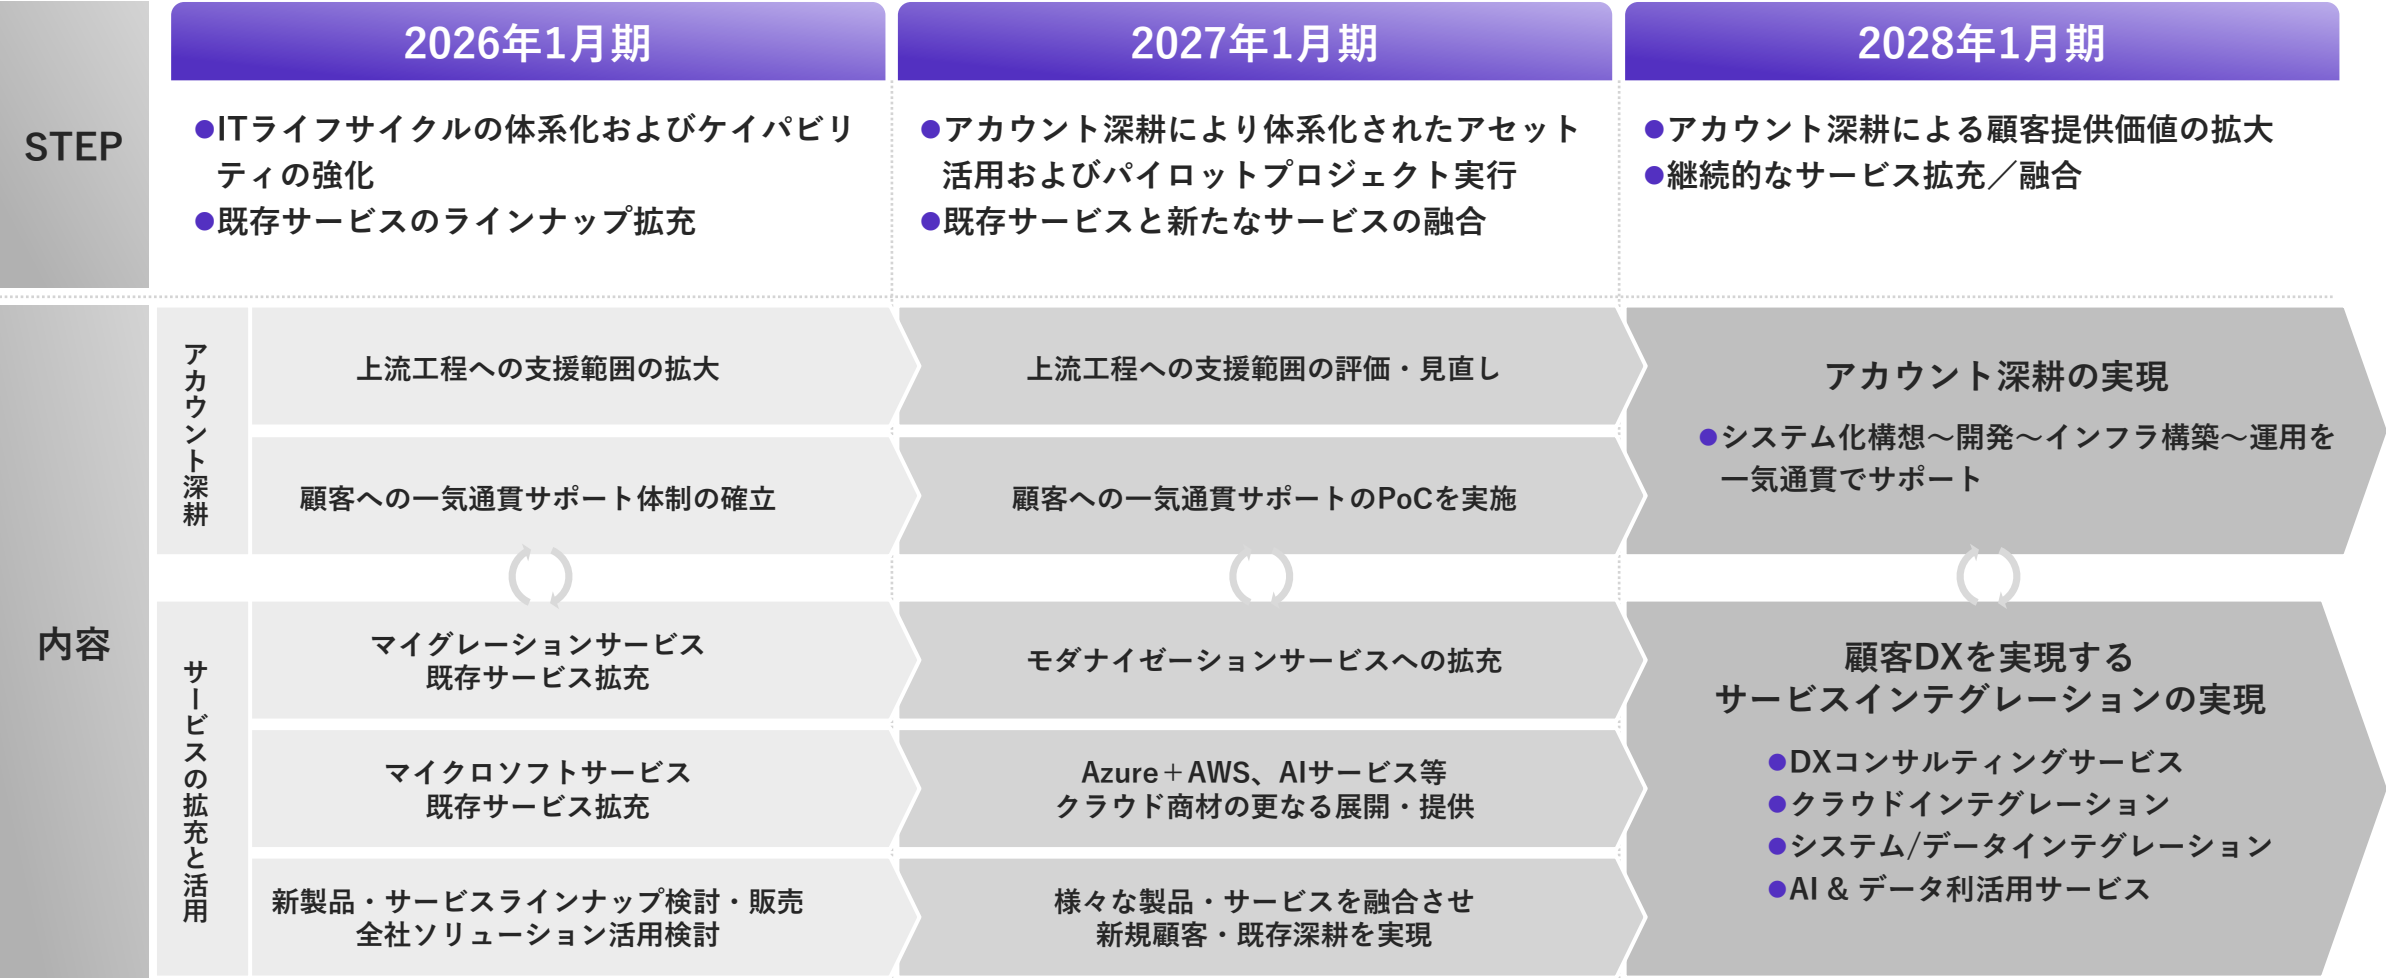 2026年1月期
2027年1月期
2028年1月期
STEP
●ITライフサイクルの体系化およびケイパビリ
ティの強化
●既存サービスのラインナップ拡充
●アカウント深耕により体系化されたアセット
活用およびパイロットプロジェクト実行
●既存サービスと新たなサービスの融合
●アカウント深耕による顧客提供価値の拡大
●継続的なサービス拡充／融合
内容
アカウント深耕
上流工程への支援範囲の拡大
上流工程への支援範囲の評価・見直し
顧客への一気通貫サポート体制の確立
顧客への一気通貫サポートのPoCを実施
アカウント深耕の実現
●システム化構想～開発～インフラ構築～運用を
一気通貫でサポート
サービスの拡充と活用
マイグレーションサービス
既存サービス拡充
モダナイゼーションサービスへの拡充
マイクロソフトサービス
既存サービス拡充
Azure＋AWS、AIサービス等
クラウド商材の更なる展開・提供
新製品・サービスラインナップ検討・販売
全社ソリューション活用検討
様々な製品・サービスを融合させ
新規顧客・既存深耕を実現
顧客DXを実現する
サービスインテグレーションの実現
●DXコンサルティングサービス
●クラウドインテグレーション
●システム/データインテグレーション
●AI & データ利活用サービス